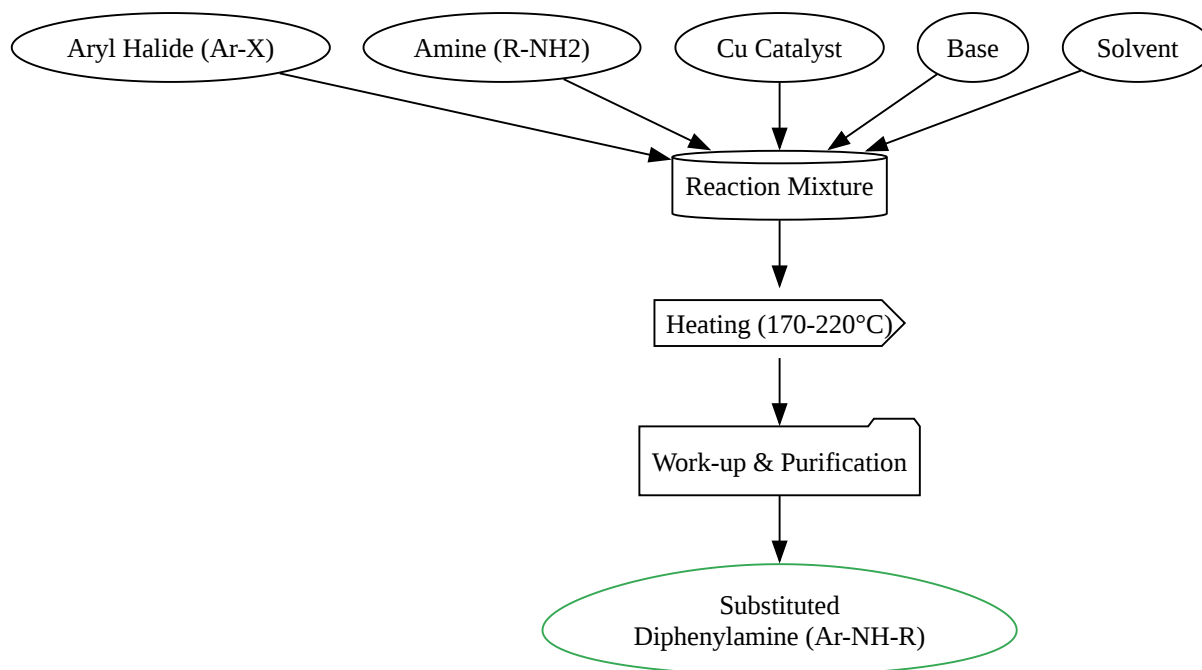 Aryl Halide (Ar-X)
Amine (R-NH2)
Cu Catalyst
Base
Solvent
Reaction Mixture
Heating (170-220°C)
Work-up & Purification
Substituted
Diphenylamine (Ar-NH-R)